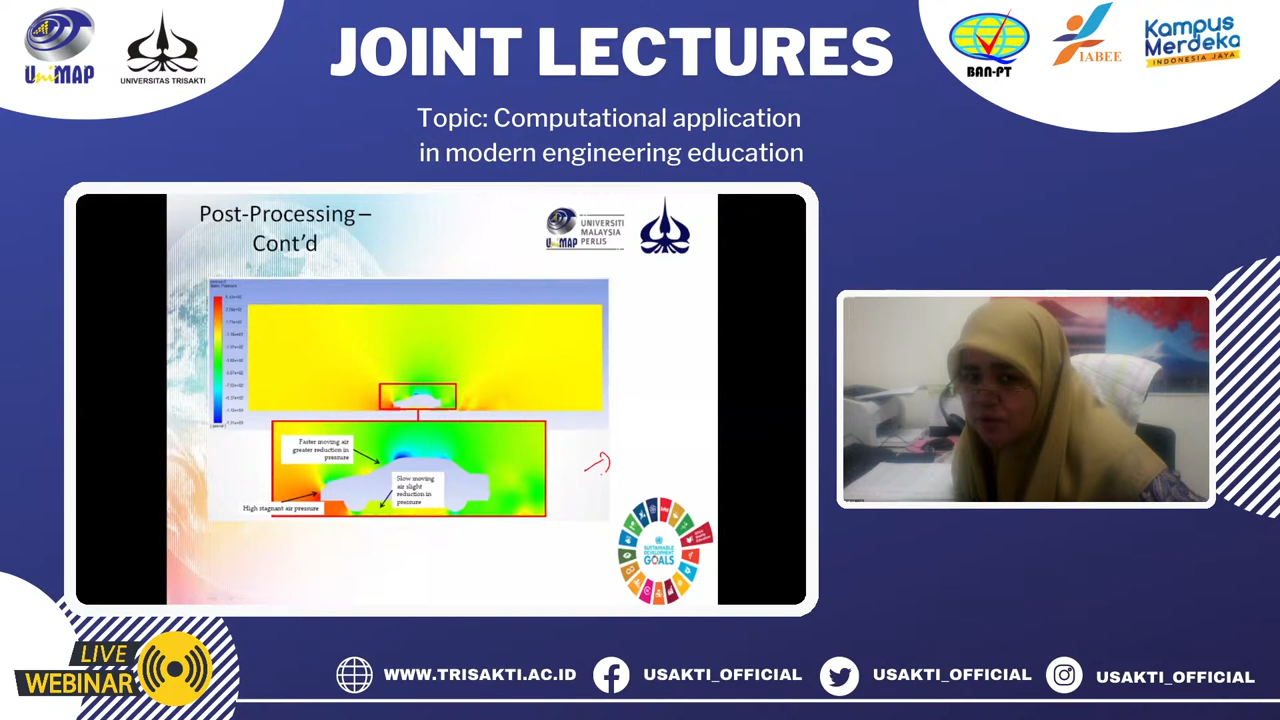 UniMAP
UNIVERSITAS TRISAKTI
JOINT LECTURES
BAN-PT
IABEE
Kampus
Merdeka
INDONESIA JAYA
Topic: Computational application
in modern engineering education
Post-Processing –
Cont'd
UniMAP
UNIVERSITI
MALAYSIA
PERLIS
Faster moving air
greater reduction in
pressure
Slow moving
air slight
reduction in
pressure
High stagnant air pressure
SUSTAINABLE
DEVELOPMENT
GOALS
LIVE
WEBINAR
WWW.TRISAKTI.AC.ID
USAKTI_OFFICIAL
USAKTI_OFFICIAL
USAKTI_OFFICIAL